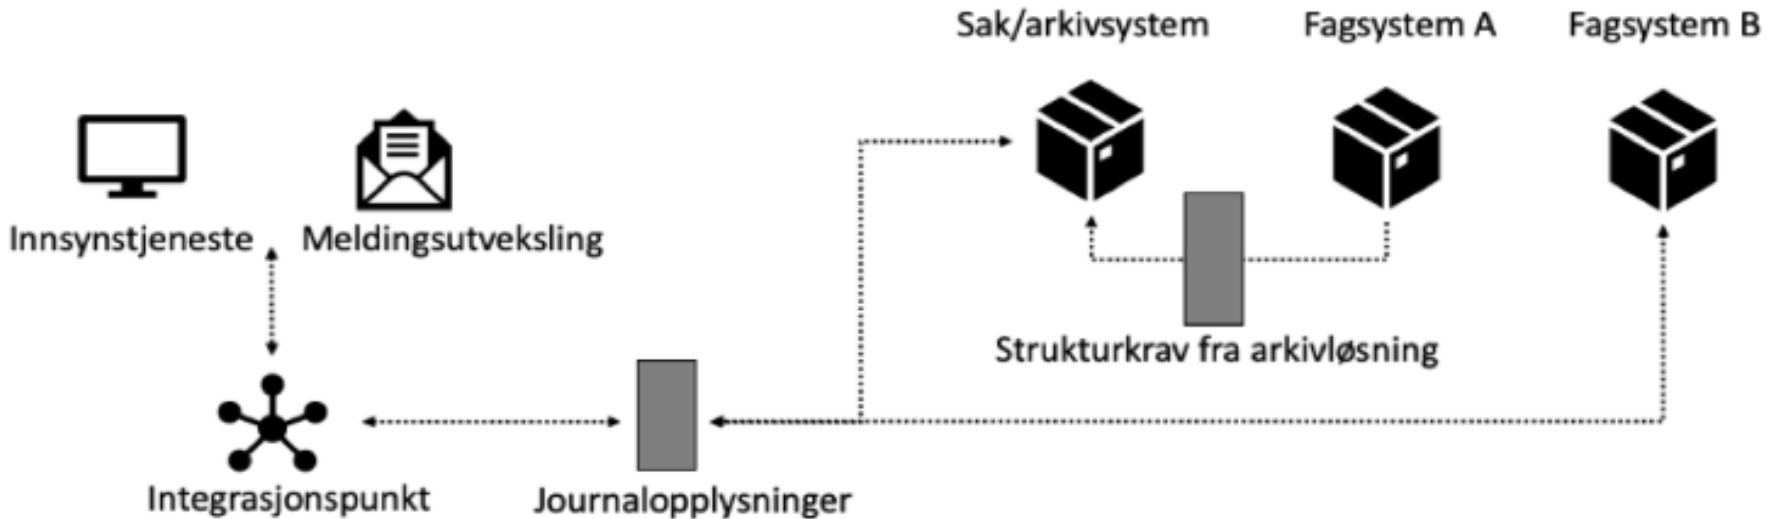 Sak/arkivsystem
Fagsystem A
Fagsystem B
Innsynstjeneste
Meldingsutveksling
Strukturkrav fra arkivløsning
Integrasjonspunkt
Journalopplysninger